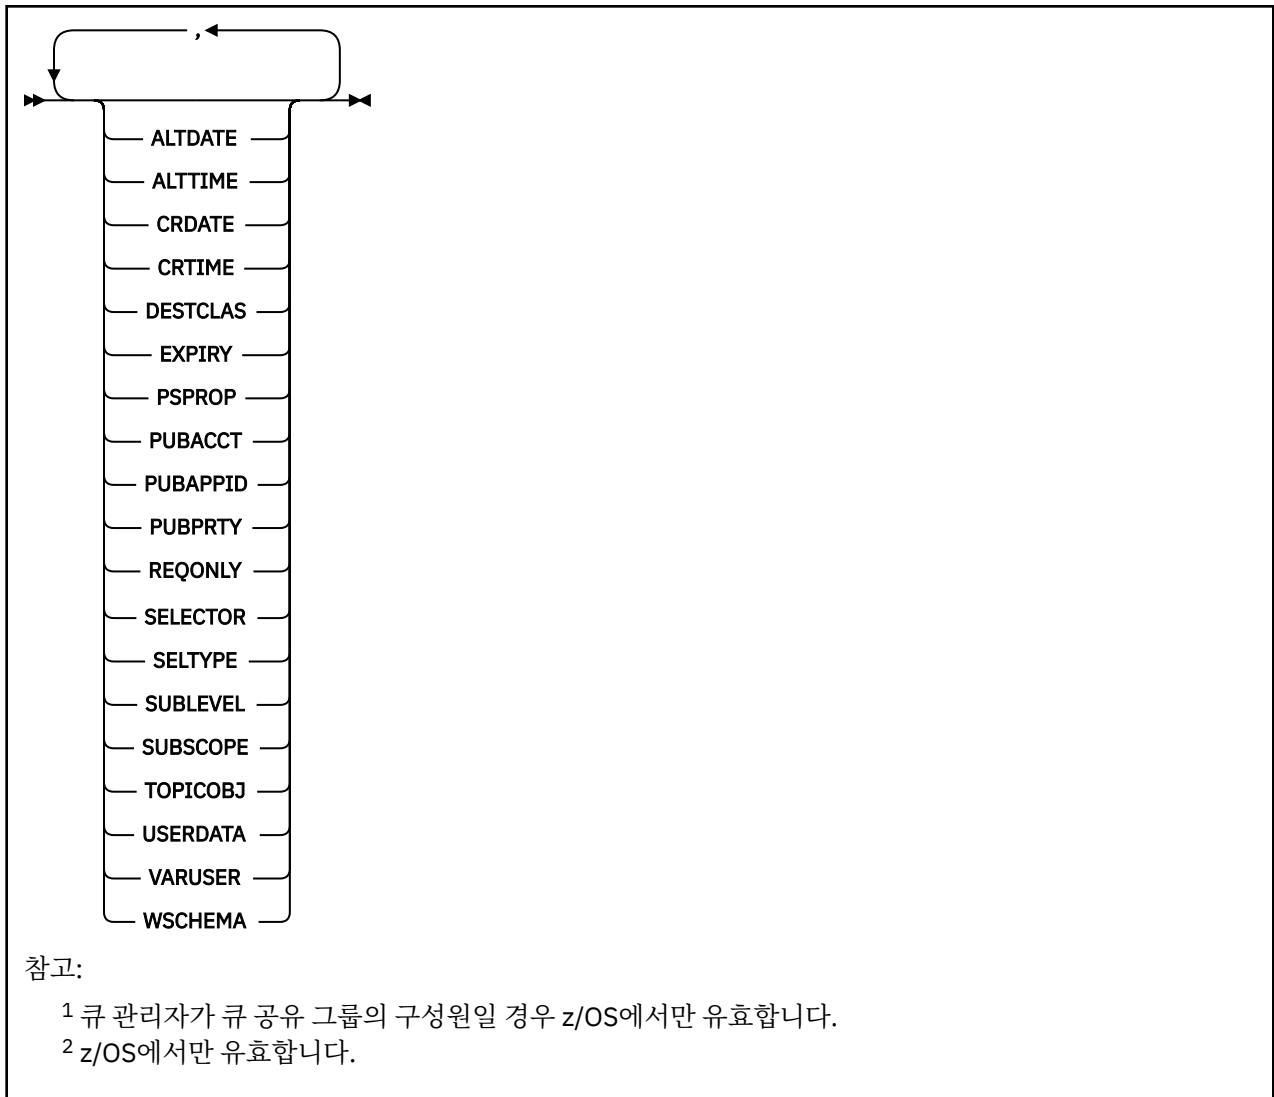 ,
ALTDATE
ALTTIME
CRDATE
CRTIME
DESTCLAS
EXPIRY
PSPROP
PUBACCT
PUBAPPID
PUBPRTY
REQONLY
SELECTOR
SELTYPE
SUBLEVEL
SUBSCOPE
TOPICOBJ
USERDATA
VARUSER
WSCHEMA
참고:
1 큐 관리자가 큐 공유 그룹의 구성원일 경우 z/OS에서만 유효합니다.
2 z/OS에서만 유효합니다.